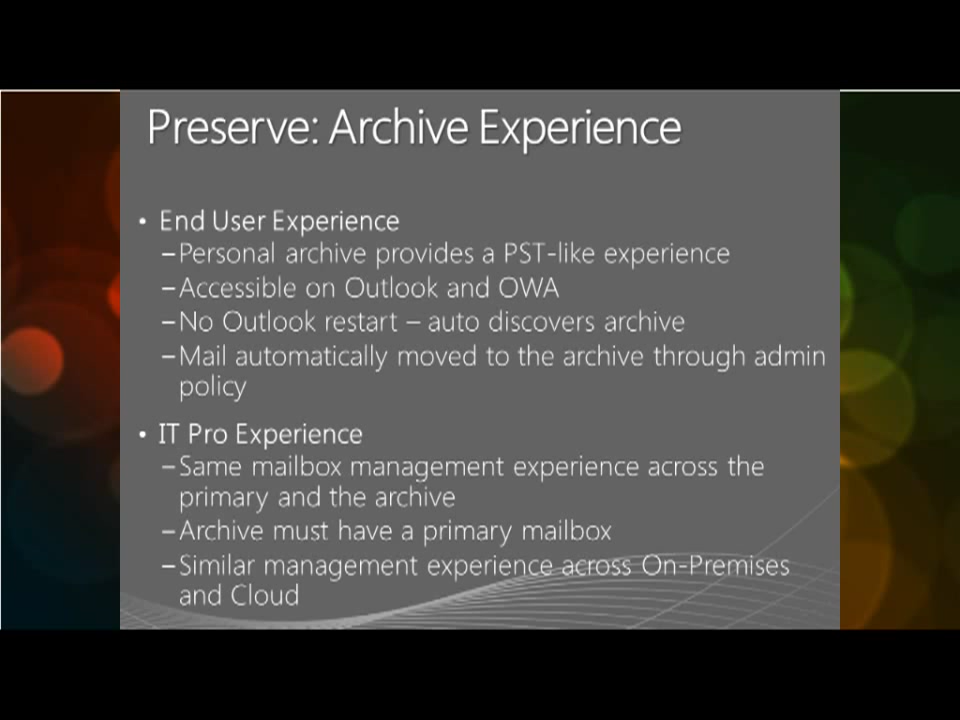 Preserve: Archive Experience
• End User Experience
–Personal archive provides a PST-like experience
–Accessible on Outlook and OWA
–No Outlook restart – auto discovers archive
–Mail automatically moved to the archive through admin
policy
• IT Pro Experience
–Same mailbox management experience across the
primary and the archive
–Archive must have a primary mailbox
–Similar management experience across On-Premises
and Cloud